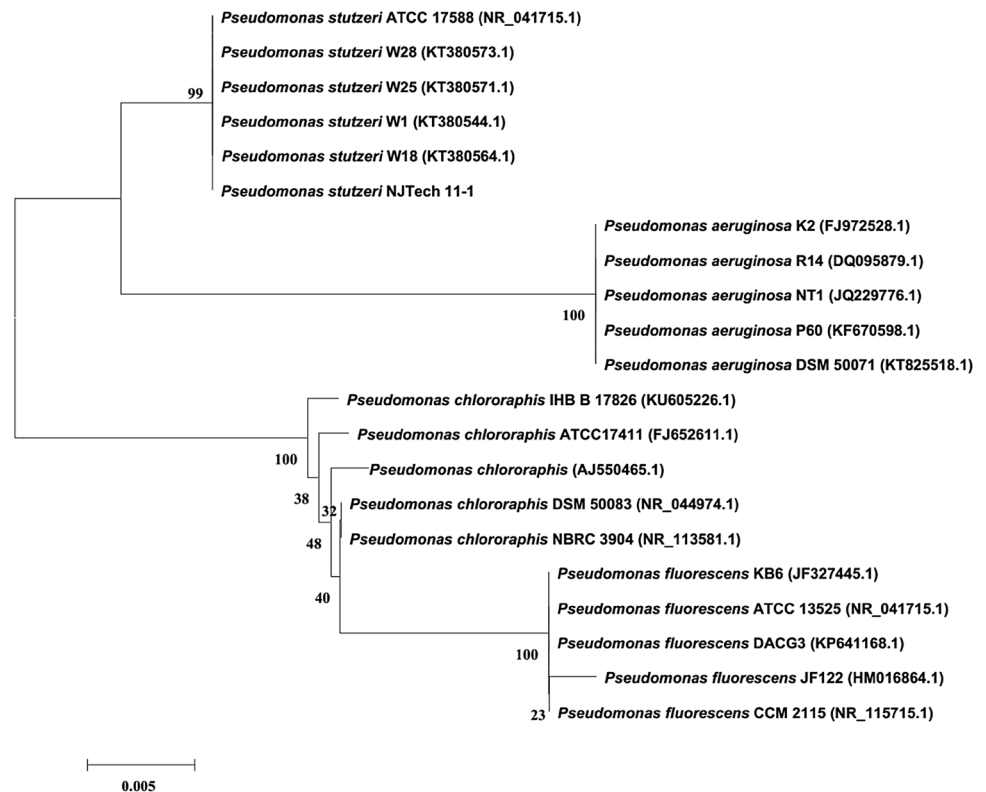 Pseudomonas stutzeri ATCC 17588 (NR_041715.1)
Pseudomonas stutzeri W28 (KT380573.1)
Pseudomonas stutzeri W25 (KT380571.1)
99
Pseudomonas stutzeri W1 (KT380544.1)
Pseudomonas stutzeri W18 (KT380564.1)
Pseudomonas stutzeri NJTech 11-1
Pseudomonas aeruginosa K2 (FJ972528.1)
Pseudomonas aeruginosa R14 (DQ095879.1)
Pseudomonas aeruginosa NT1 (JQ229776.1)
100
Pseudomonas aeruginosa P60 (KF670598.1)
Pseudomonas aeruginosa DSM 50071 (KT825518.1)
Pseudomonas chlororaphis IHB B 17826 (KU605226.1)
Pseudomonas chlororaphis ATCC17411 (FJ652611.1)
100
Pseudomonas chlororaphis (AJ550465.1)
38
Pseudomonas chlororaphis DSM 50083 (NR_044974.1)
32
Pseudomonas chlororaphis NBRC 3904 (NR_113581.1)
48
Pseudomonas fluorescens KB6 (JF327445.1)
40
Pseudomonas fluorescens ATCC 13525 (NR_041715.1)
Pseudomonas fluorescens DACG3 (KP641168.1)
100
Pseudomonas fluorescens JF122 (HM016864.1)
23
Pseudomonas fluorescens CCM 2115 (NR_115715.1)
0.005